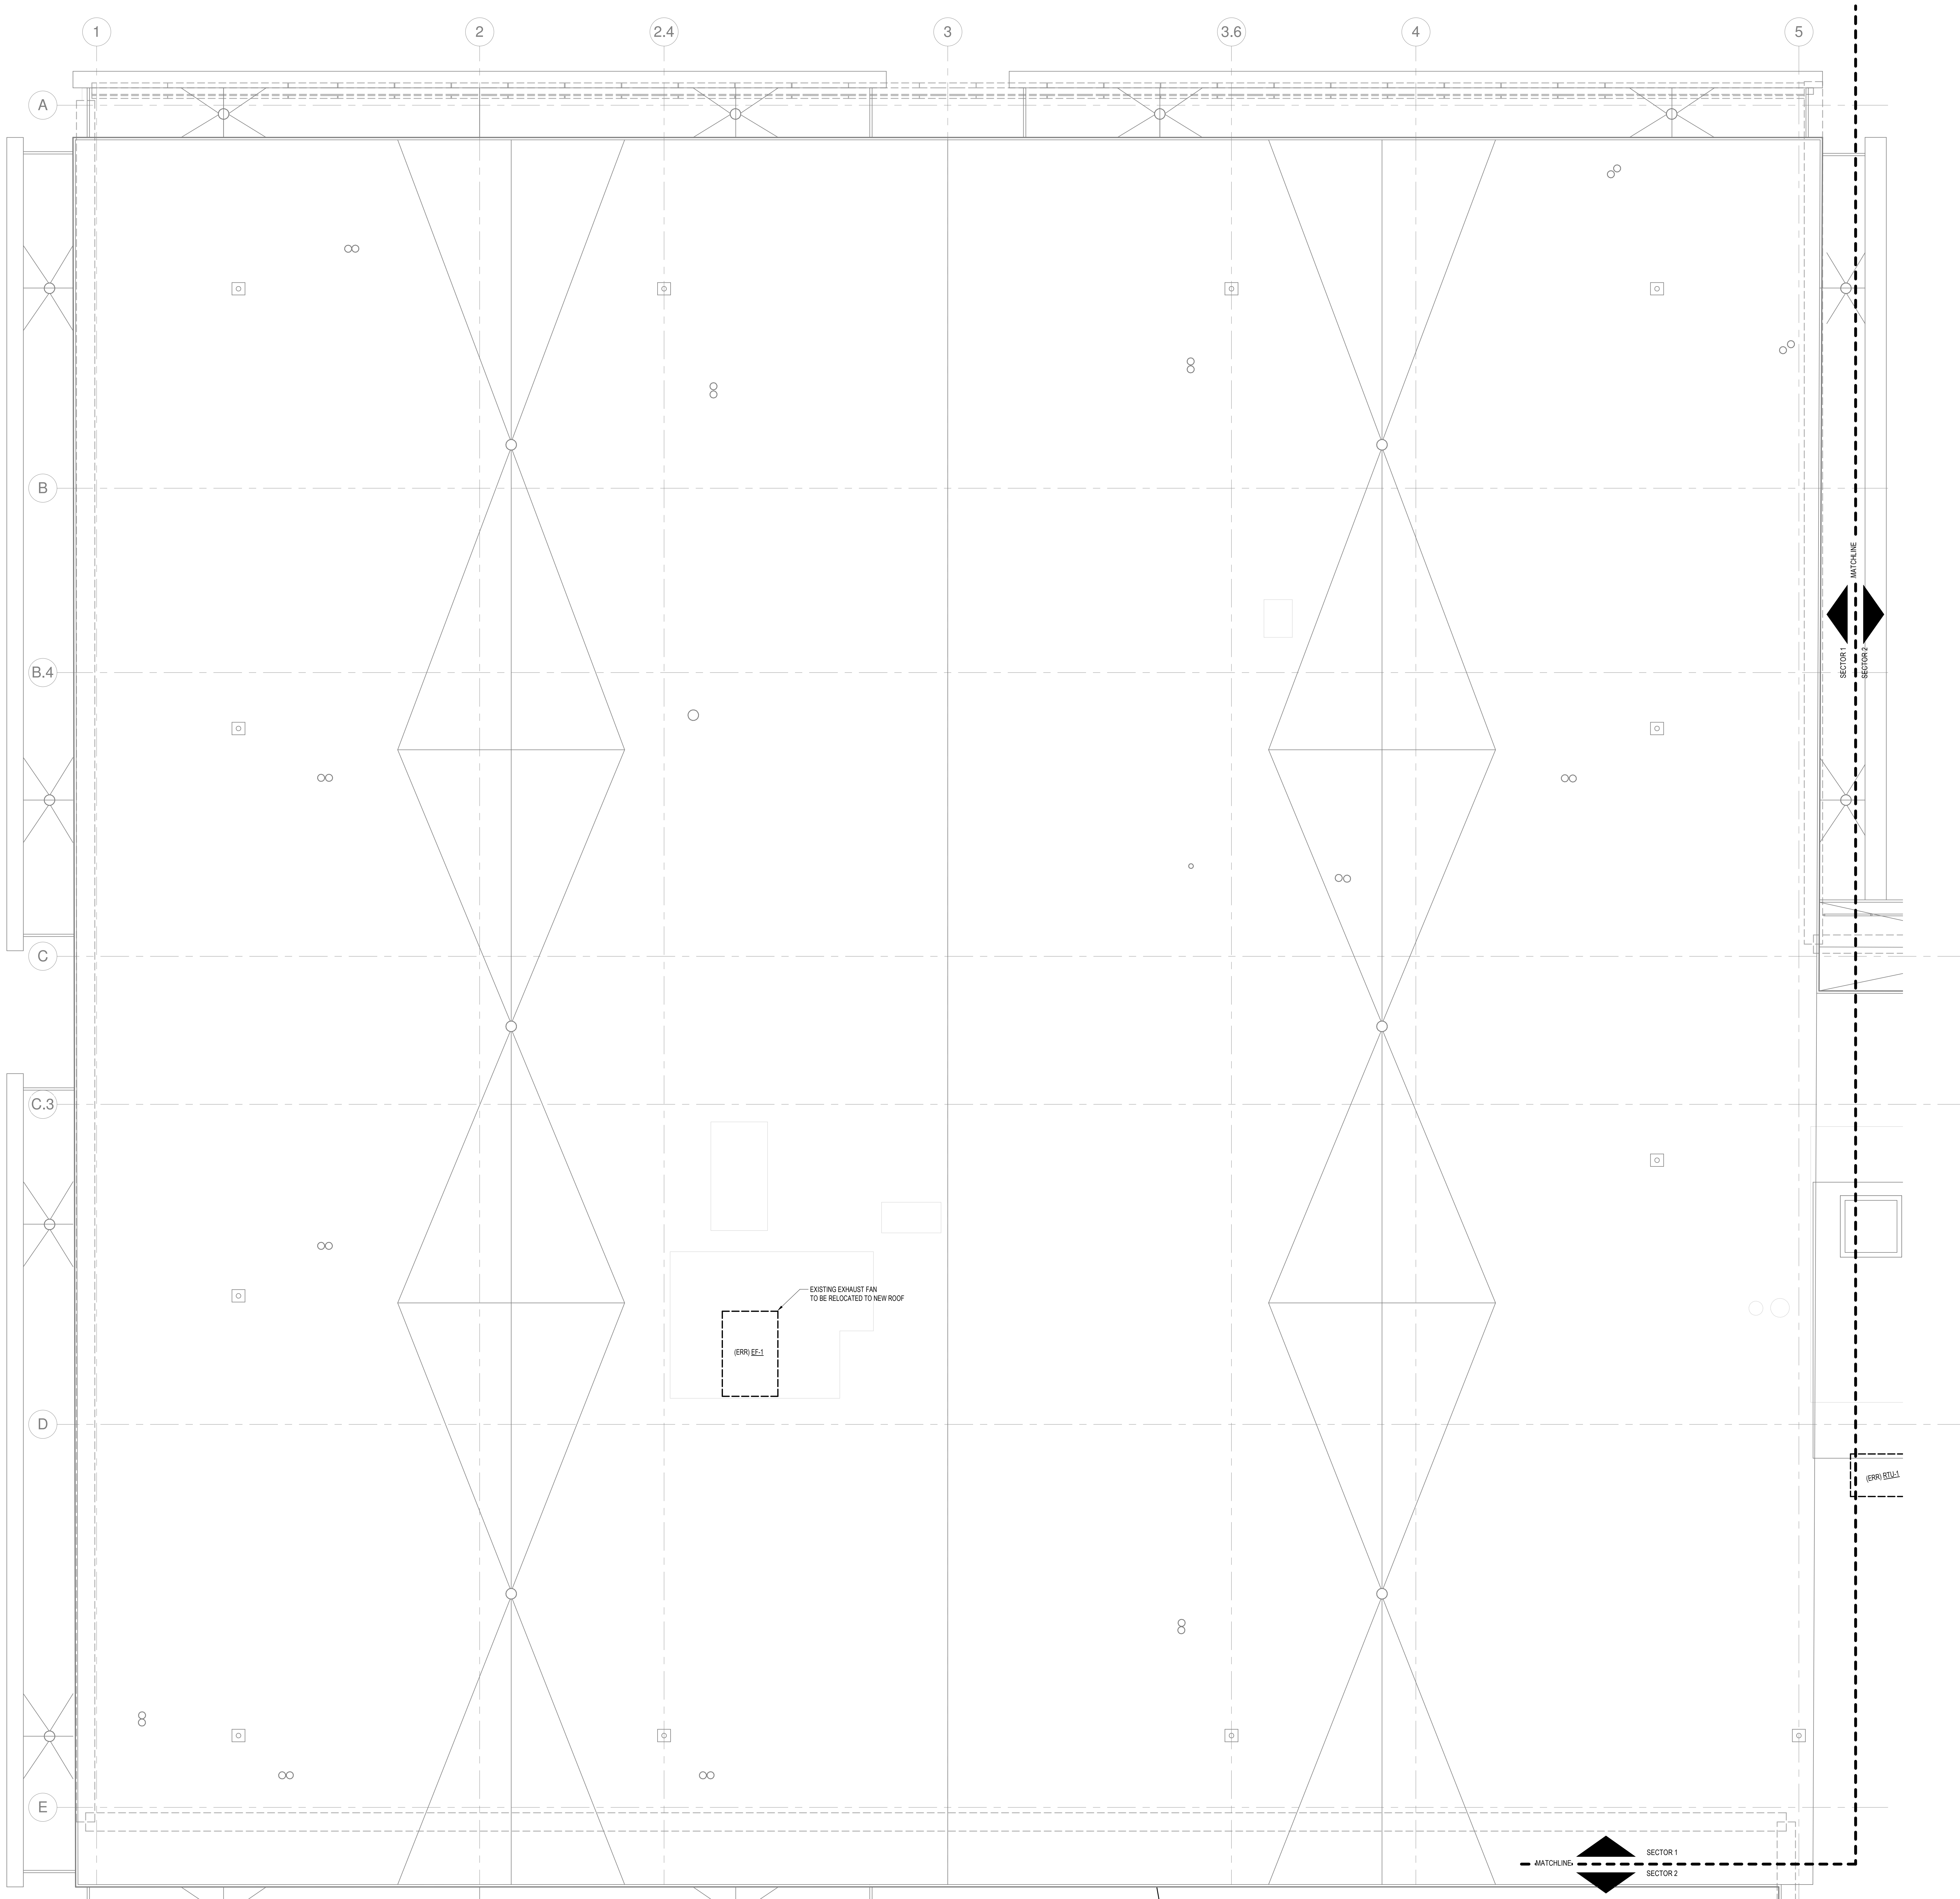 1
2
2.4
3
3.6
4
5
A
B
MATCHLINE
SECTOR 1
SECTOR 2
B.4
C
C.3
EXISTING EXHAUST FAN
TO BE RELOCATED TO NEW ROOF
(ERR) EF-1
D
(ERR) RTU-1
E
MATCHLINE
SECTOR 1
SECTOR 2